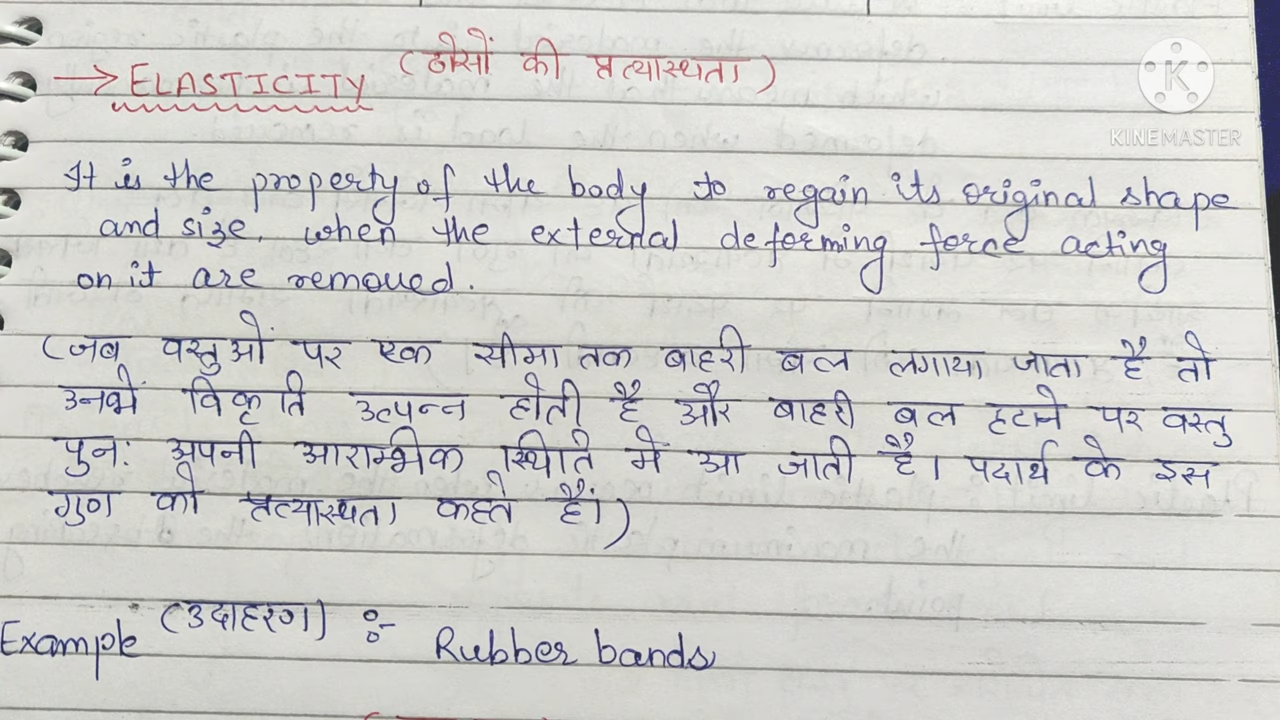 → ELASTICITY (ठोसों की प्रत्यास्थता)
K
KINEMASTER
It is the property of the body to regain its original shape
and size. when the external deforming force acting
on it are removed.
(जब वस्तुओं पर एक सीमा तक बाहरी बल लगाया जाता है तो
उनमें विकृति उत्पन्न होती है और बाहरी बल हटाने पर वस्तु
पुनः अपनी आराम्भिक स्थिति में आ जाती है। पदार्थ के इस
गुण को प्रत्यास्थता कहते हैं।)
Example (उदाहरण) :- Rubber bands